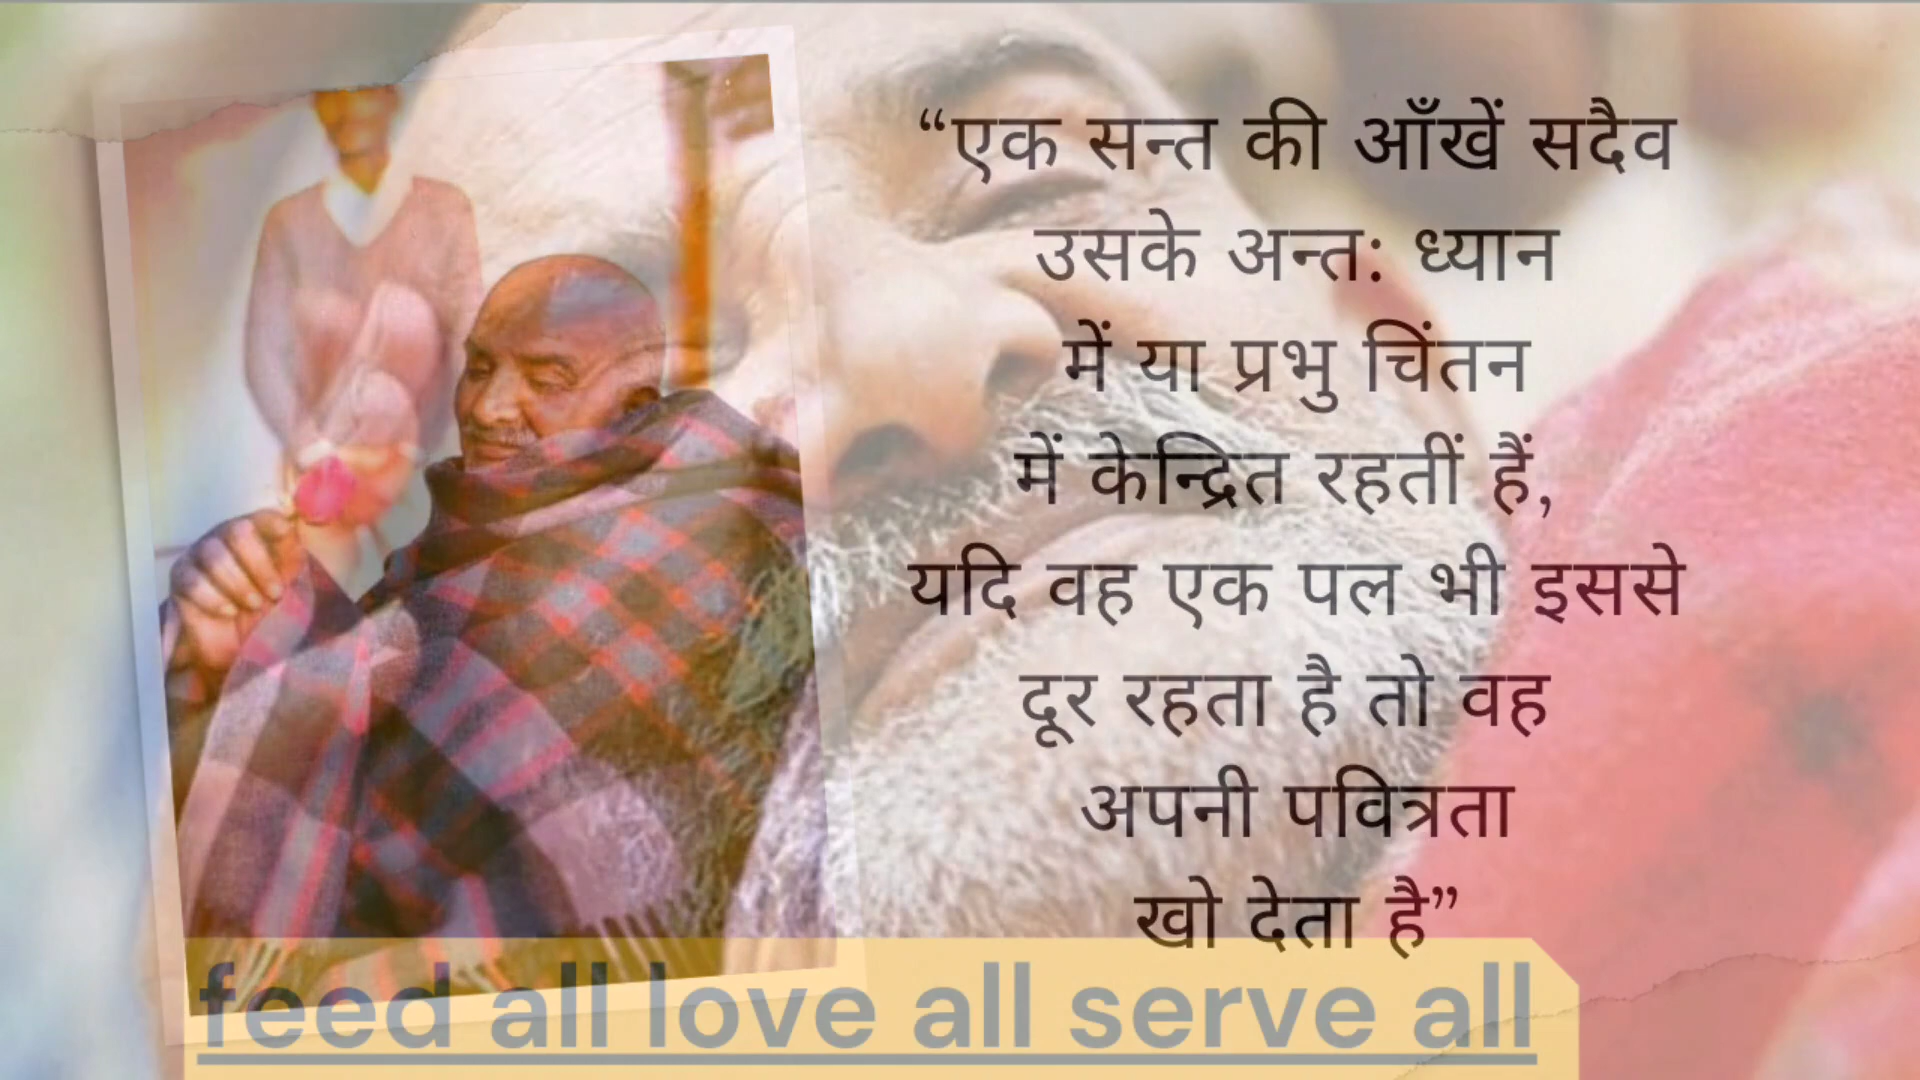 “एक सन्त की आँखें सदैव
उसके अन्त: ध्यान
में या प्रभु चिंतन
में केन्द्रित रहतीं हैं,
यदि वह एक पल भी इससे
दूर रहता है तो वह
अपनी पवित्रता
खो देता है”
feed all love all serve all